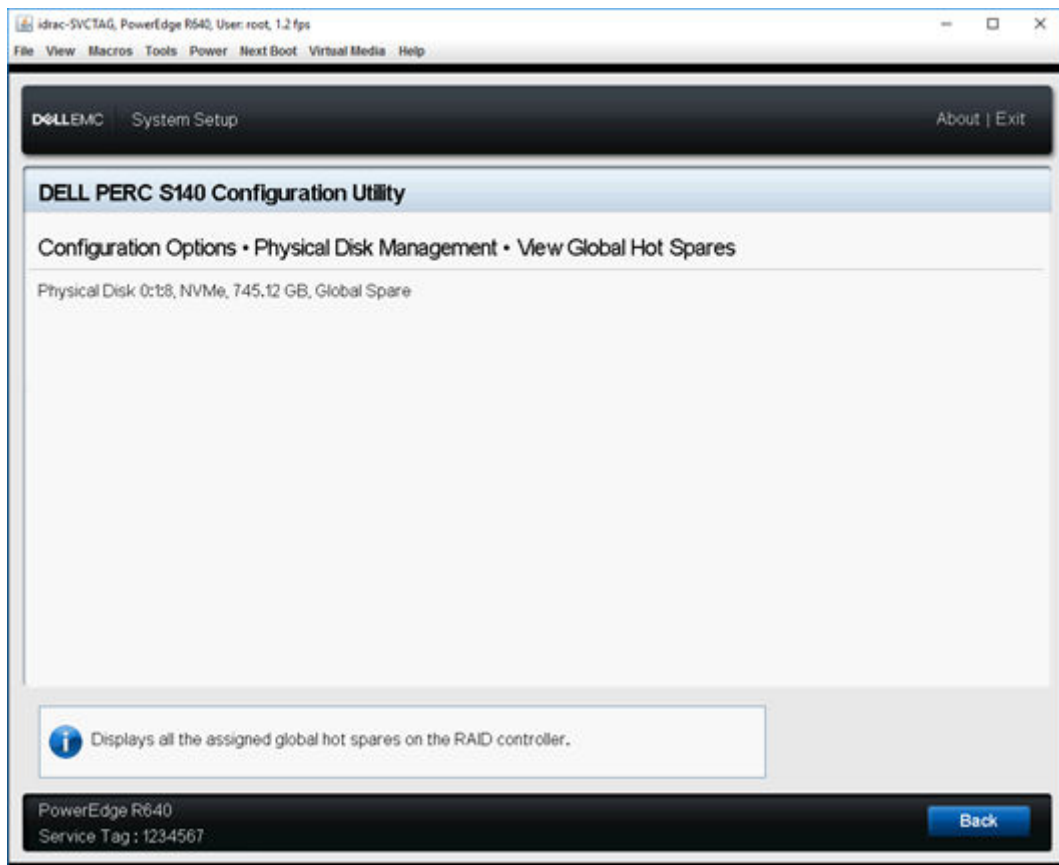 idrac-SVCTAG, PowerEdge R640, User: root, 1.2 fps
File View Macros Tools Power Next Boot Virtual Media Help
DELLEMC System Setup About | Exit
DELL PERC S140 Configuration Utility
Configuration Options • Physical Disk Management • View Global Hot Spares
Physical Disk 0:1:8, NVMe, 745.12 GB, Global Spare
Displays all the assigned global hot spares on the RAID controller.
PowerEdge R640
Service Tag : 1234567
Back